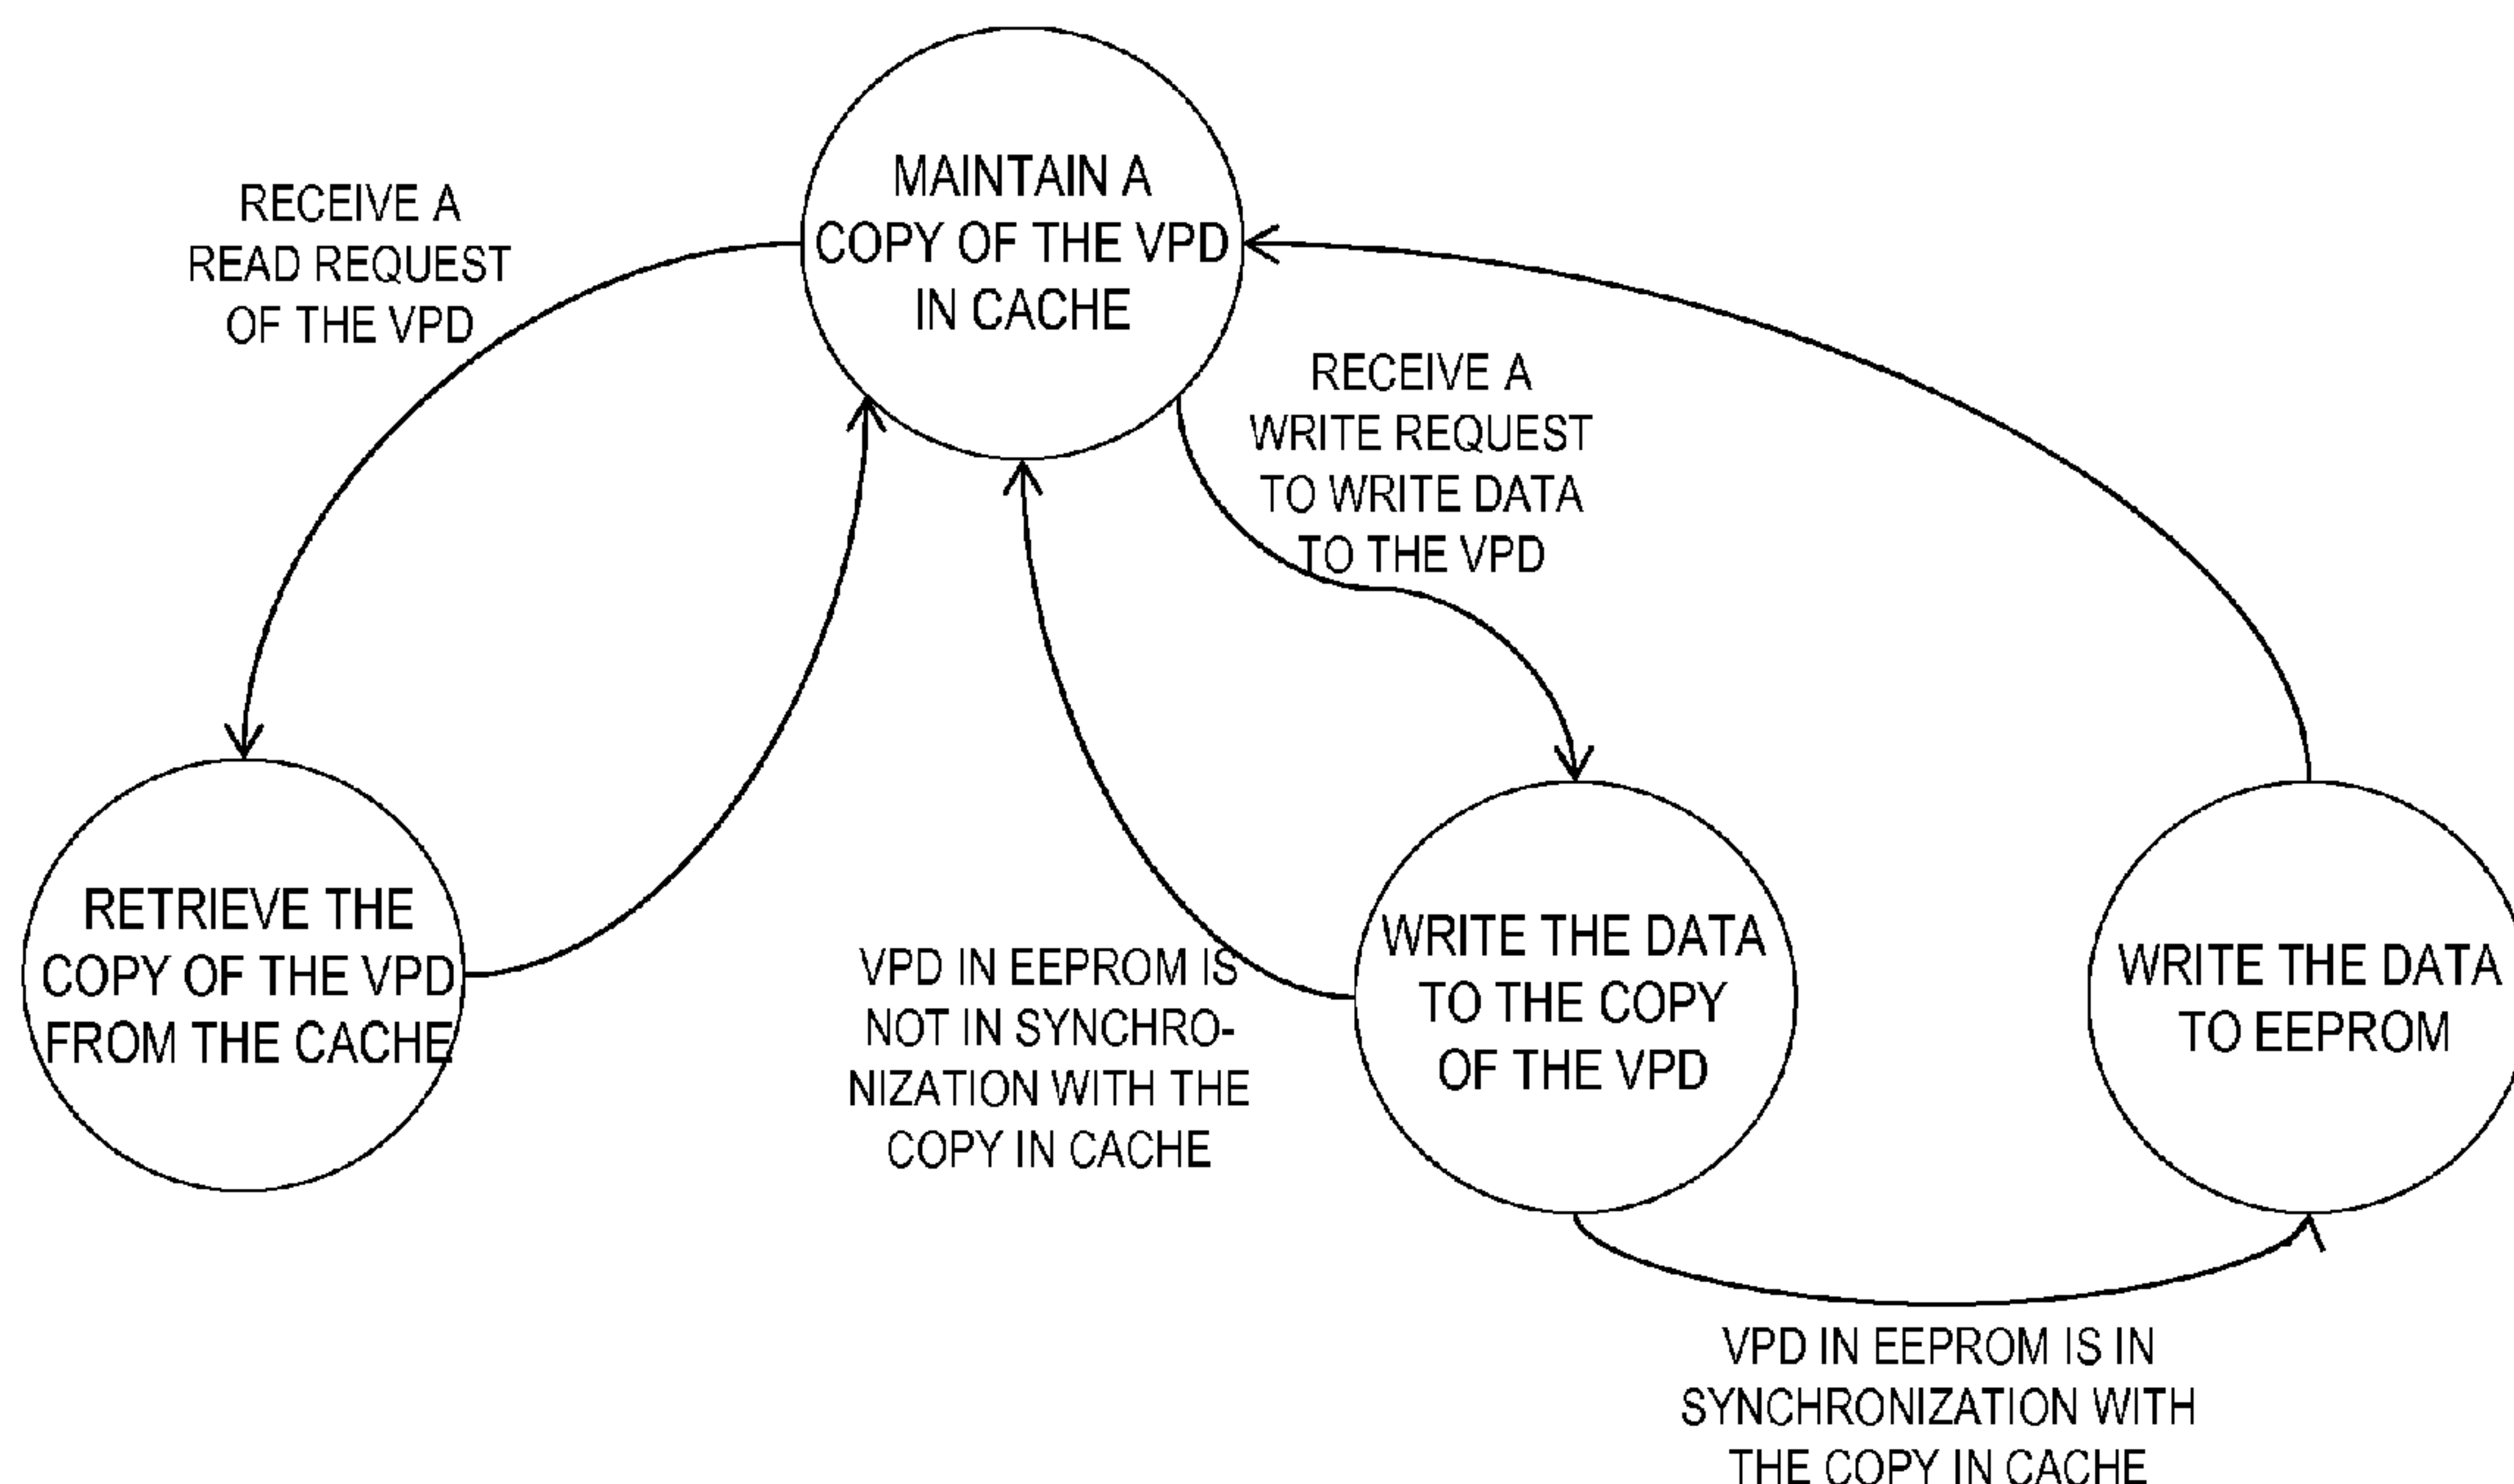 MAINTAIN A
COPY OF THE VPD
IN CACHE
RECEIVE A
READ REQUEST
OF THE VPD
RECEIVE A
WRITE REQUEST
TO WRITE DATA
TO THE VPD
RETRIEVE THE
COPY OF THE VPD
FROM THE CACHE
VPD IN EEPROM IS
NOT IN SYNCHRO-
NIZATION WITH THE
COPY IN CACHE
WRITE THE DATA
TO THE COPY
OF THE VPD
WRITE THE DATA
TO EEPROM
VPD IN EEPROM IS IN
SYNCHRONIZATION WITH
THE COPY IN CACHE